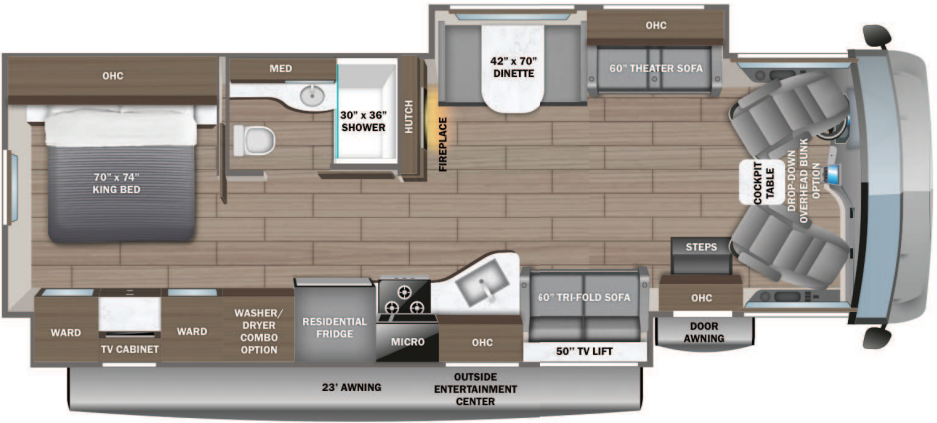 OHC
42" x 70"
DINETTE
60" THEATER SOFA
OHC
MED
30" x 36"
SHOWER
HUTCH
FIREPLACE
70" x 74"
KING BED
COCKPIT
TABLE
DROP-DOWN
OVERHEAD BUNK
OPTION
STEPS
OHC
DOOR
AWNING
60" TRI-FOLD SOFA
50" TV LIFT
WARD
TV CABINET
WARD
WASHER/
DRYER
COMBO
OPTION
RESIDENTIAL
FRIDGE
MICRO
OHC
23' AWNING
OUTSIDE
ENTERTAINMENT
CENTER